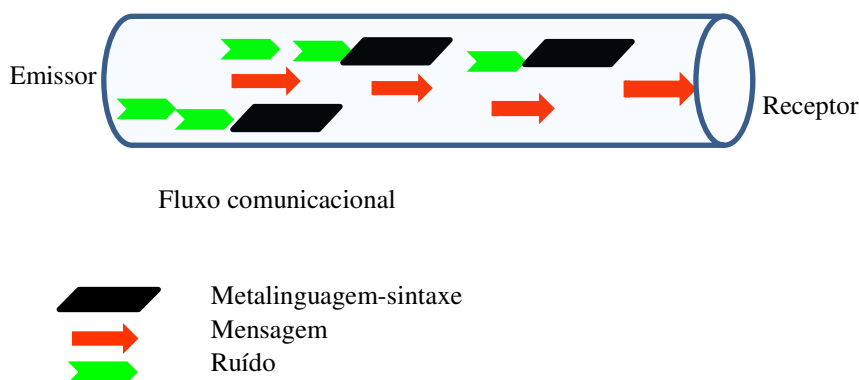 Emissor
Receptor
Fluxo comunicacional
Metalinguagem-sintaxe
Mensagem
Ruído